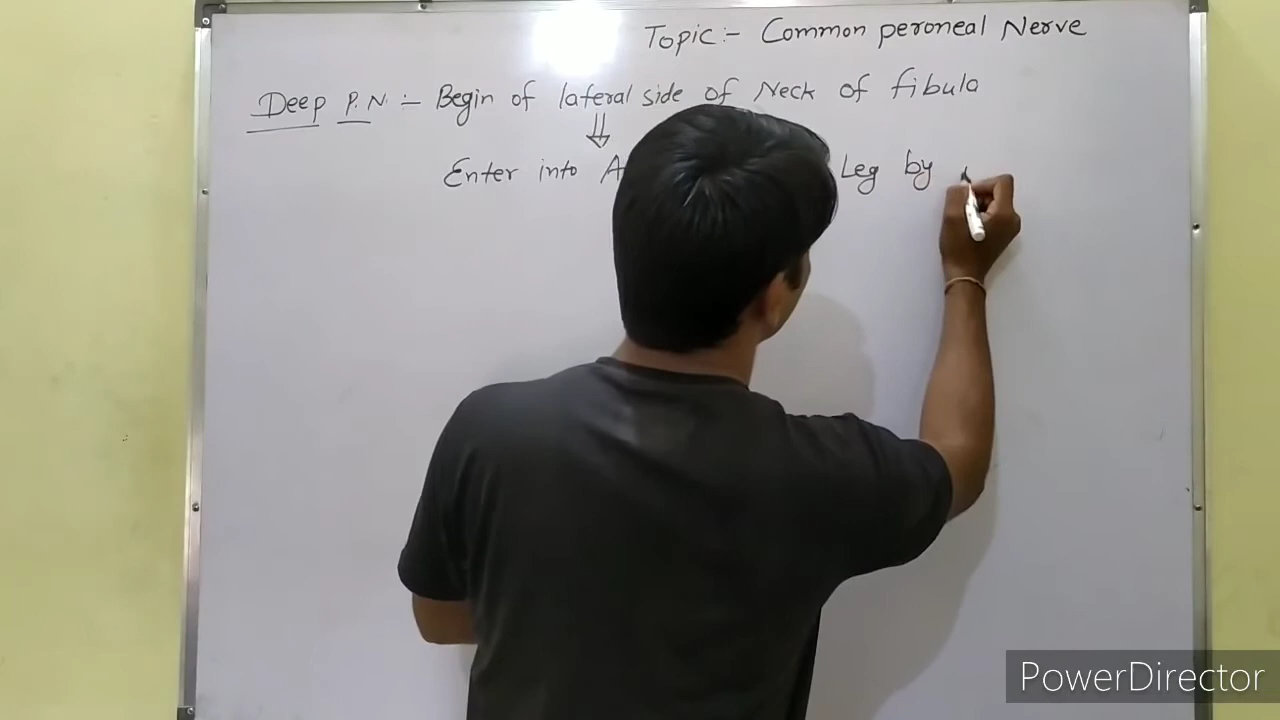 Topic:- Common peroneal Nerve
Deep P.N. :- Begin of lateral side of Neck of fibula
⇓
Enter into A Leg by
PowerDirector